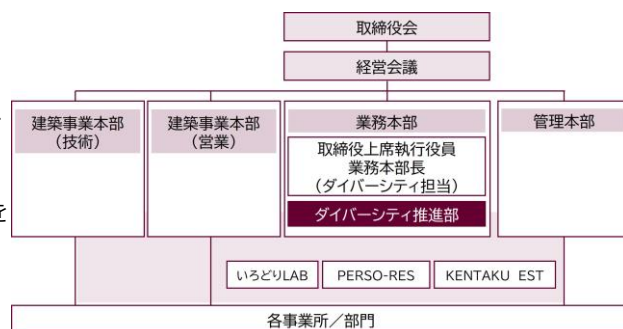 取締役会
経営会議
建築事業本部
（技術）
建築事業本部
（営業）
業務本部
管理本部
取締役上席執行役員
業務本部長
（ダイバーシティ担当）
ダイバーシティ推進部
を
いろどりLAB
PERSO-RES
KENTAKU EST
各事業所／部門